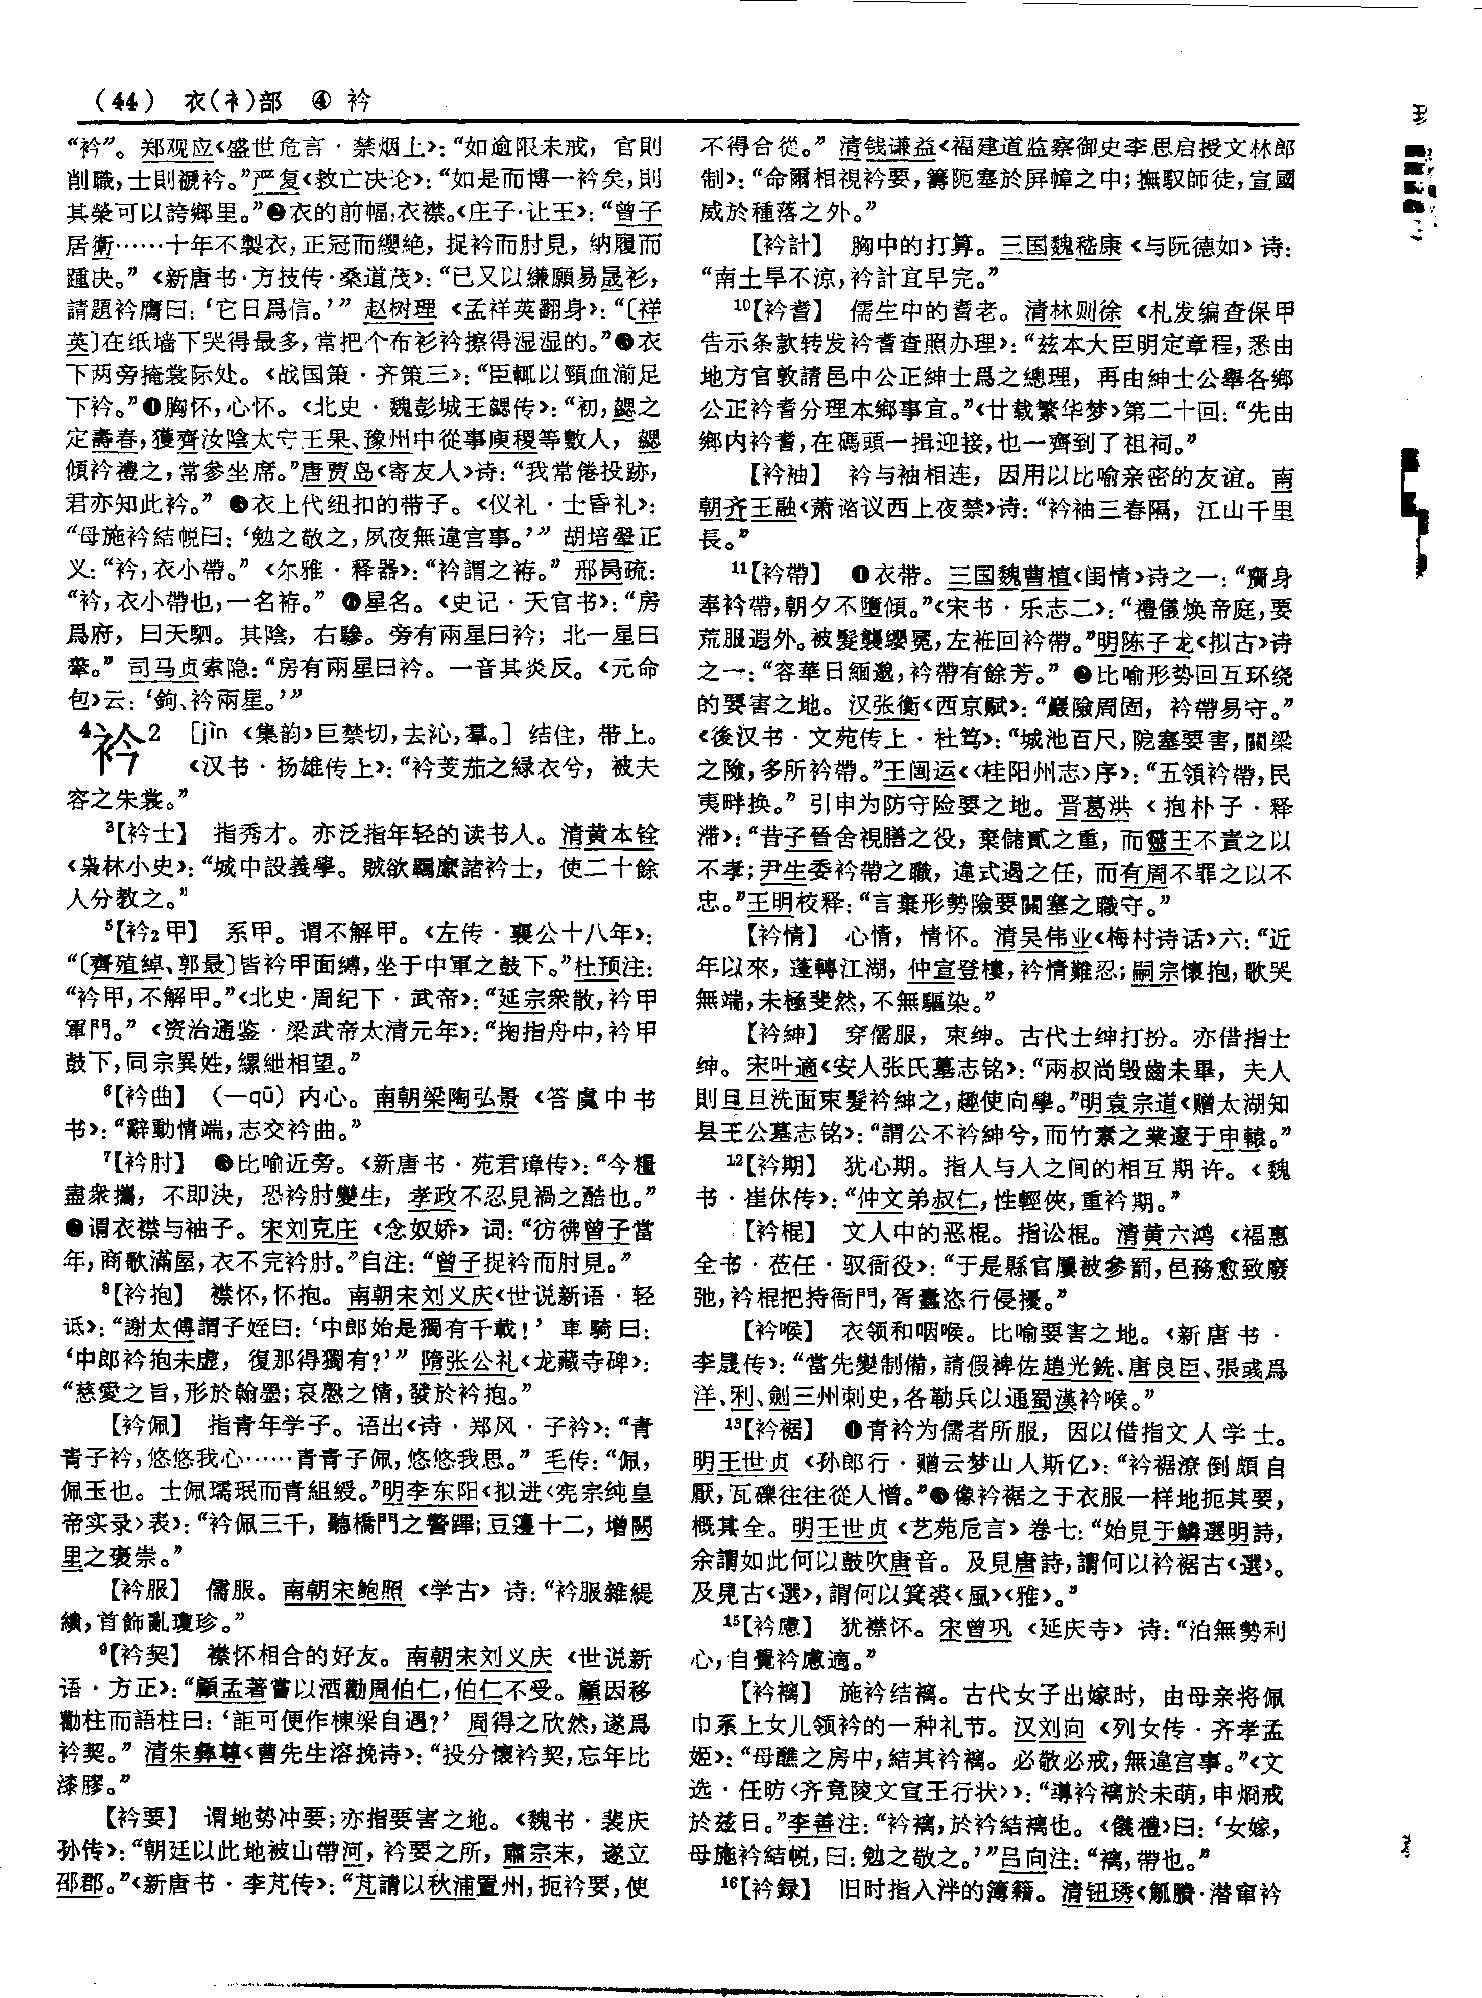 （44） 衣(衤)部 ④ 衿
“衿”。郑观应《盛世危言·禁烟上》：“如逾限未戒，官則
削職，士則褫衿。”严复《救亡决论》：“如是而博一衿矣，則
其榮可以誇鄉里。”❷衣的前幅，衣襟。《庄子·让王》：“曾子
居衛……十年不製衣，正冠而纓絶，捉衿而肘見，納履而
踵决。”《新唐书·方技传·桑道茂》：“已又以縑願易晟衫，
請題衿膺曰：‘它日爲信。’”赵树理《孟祥英翻身》：“〔祥
英〕在纸墙下哭得最多，常把个布衫衿擦得湿湿的。”❸衣
下两旁掩裳际处。《战国策·齐策三》：“臣輒以頸血湔足
下衿。”❹胸怀，心怀。《北史·魏彭城王勰传》：“初，勰之
定壽春，獲齊汝陰太守王果、豫州中從事庾稷等數人，勰
傾衿禮之，常參坐席。”唐贾岛《寄友人》诗：“我常倦投跡，
君亦知此衿。”❺衣上代纽扣的带子。《仪礼·士昏礼》：
“母施衿結帨曰：‘勉之敬之，夙夜無違宫事。’”胡培翬正
义：“衿，衣小帶。”《尔雅·释器》：“衿謂之袸。”邢昺疏：
“衿，衣小帶也，一名袸。”❻星名。《史记·天官书》：“房
爲府，曰天駟。其陰，右驂。旁有兩星曰衿；北一星曰
舝。”司马贞索隐：“房有兩星曰衿。一音其炎反。《元命
包》云：‘鉤、衿兩星。’”
4衿2 ［jìn《集韵》巨禁切，去沁，羣。］结住，带上。
《汉书·扬雄传上》：“衿芰茄之緑衣兮，被夫
容之朱裳。”
3【衿士】 指秀才。亦泛指年轻的读书人。清黄本铨
《枭林小史》：“城中設義學。賊欲羈縻諸衿士，使二十餘
人分教之。”
5【衿2甲】 系甲。谓不解甲。《左传·襄公十八年》：
“〔齊殖綽、郭最〕皆衿甲面縛，坐于中軍之鼓下。”杜预注：
“衿甲，不解甲。”《北史·周纪下·武帝》：“延宗衆散，衿甲
軍門。”《资治通鉴·梁武帝太清元年》：“掬指舟中，衿甲
鼓下，同宗異姓，縲紲相望。”
6【衿曲】 （—qū）内心。南朝梁陶弘景《答虞中书
书》：“辭動情端，志交衿曲。”
7【衿肘】 ❶比喻近旁。《新唐书·苑君璋传》：“今糧
盡衆攜，不即決，恐衿肘變生，孝政不忍見禍之酷也。”
❷谓衣襟与袖子。宋刘克庄《念奴娇》词：“彷彿曾子當
年，商歌滿屋，衣不完衿肘。”自注：“曾子捉衿而肘見。”
8【衿抱】 襟怀，怀抱。南朝宋刘义庆《世说新语·轻
诋》：“謝太傅謂子姪曰：‘中郎始是獨有千載！’車騎曰：
‘中郎衿抱未虚，復那得獨有？’”隋张公礼《龙藏寺碑》：
“慈愛之旨，形於翰墨；哀慇之情，發於衿抱。”
【衿佩】 指青年学子。语出《诗·郑风·子衿》：“青
青子衿，悠悠我心……青青子佩，悠悠我思。”毛传：“佩，
佩玉也。士佩瓀珉而青組綬。”明李东阳《拟进〈宪宗纯皇
帝实录〉表》：“衿佩三千，聽橋門之警蹕；豆籩十二，增闕
里之褒崇。”
【衿服】 儒服。南朝宋鲍照《学古》诗：“衿服雜緹
繢，首飾亂瓊珍。”
9【衿契】 襟怀相合的好友。南朝宋刘义庆《世说新
语·方正》：“顧孟著嘗以酒勸周伯仁，伯仁不受。顧因移
勸柱而語柱曰：‘詎可便作棟梁自遇？’周得之欣然，遂爲
衿契。”清朱彝尊《曹先生溶挽诗》：“投分懷衿契，忘年比
漆膠。”
【衿要】 谓地势冲要；亦指要害之地。《魏书·裴庆
孙传》：“朝廷以此地被山帶河，衿要之所，肅宗末，遂立
邵郡。”《新唐书·李芃传》：“芃請以秋浦置州，扼衿要，使
不得合從。”清钱谦益《福建道监察御史李思启授文林郎
制》：“命爾相視衿要，籌阨塞於屏幛之中；撫馭師徒，宣國
威於種落之外。”
【衿計】 胸中的打算。三国魏嵇康《与阮德如》诗：
“南土旱不涼，衿計宜早完。”
10【衿耆】 儒生中的耆老。清林则徐《札发编查保甲
告示条款转发衿耆查照办理》：“兹本大臣明定章程，悉由
地方官敦請邑中公正紳士爲之總理，再由紳士公舉各鄉
公正衿耆分理本鄉事宜。”《廿载繁华梦》第二十回：“先由
鄉内衿耆，在碼頭一揖迎接，也一齊到了祖祠。”
【衿袖】 衿与袖相连，因用以比喻亲密的友谊。南
朝齐王融《萧谘议西上夜禁》诗：“衿袖三春隔，江山千里
長。”
11【衿帶】 ❶衣带。三国魏曹植《闺情》诗之一：“齎身
奉衿帶，朝夕不墮傾。”《宋书·乐志二》：“禮儀焕帝庭，要
荒服遐外。被髮襲纓冕，左衽回衿帶。”明陈子龙《拟古》诗
之一：“容華日緬邈，衿帶有餘芳。”❷比喻形势回互环绕
的要害之地。汉张衡《西京赋》：“巖險周固，衿帶易守。”
《後汉书·文苑传上·杜笃》：“城池百尺，阸塞要害，關梁
之險，多所衿帶。”王闿运《〈桂阳州志〉序》：“五領衿帶，民
夷畔换。”引申为防守险要之地。晋葛洪《抱朴子·释
滞》：“昔子晉舍視膳之役，棄儲貳之重，而靈王不責之以
不孝；尹生委衿帶之職，違式遏之任，而有周不罪之以不
忠。”王明校释：“言棄形勢險要關塞之職守。”
【衿情】 心情，情怀。清吴伟业《梅村诗话》六：“近
年以來，蓬轉江湖，仲宣登樓，衿情難忍；嗣宗懷抱，歌哭
無端，未極斐然，不無驅染。”
【衿紳】 穿儒服，束绅。古代士绅打扮。亦借指士
绅。宋叶適《安人张氏墓志铭》：“兩叔尚毁齒未畢，夫人
則旦旦洗面束髮衿紳之，趣使向學。”明袁宗道《赠太湖知
县王公墓志铭》：“謂公不衿紳兮，而竹素之業邃于申轅。”
12【衿期】 犹心期。指人与人之间的相互期许。《魏
书·崔休传》：“仲文弟叔仁，性輕俠，重衿期。”
【衿棍】 文人中的恶棍。指讼棍。清黄六鸿《福惠
全书·莅任·驭衙役》：“于是縣官屢被參罰，邑務愈致廢
弛，衿棍把持衙門，胥蠹恣行侵擾。”
【衿喉】 衣领和咽喉。比喻要害之地。《新唐书·
李晟传》：“當先變制備，請假裨佐趙光銑、唐良臣、張彧爲
洋、利、劍三州刺史，各勒兵以通蜀漢衿喉。”
13【衿裾】 ❶青衿为儒者所服，因以借指文人学士。
明王世贞《孙郎行·赠云梦山人斯亿》：“衿裾潦倒頗自
厭，瓦礫往往從人憎。”❷像衿裾之于衣服一样地扼其要，
概其全。明王世贞《艺苑卮言》卷七：“始見于鱗選明詩，
余謂如此何以鼓吹唐音。及見唐詩，謂何以衿裾古《選》。
及見古《選》，謂何以箕裘《風》《雅》。”
15【衿慮】 犹襟怀。宋曾巩《延庆寺》诗：“泊無勢利
心，自覺衿慮適。”
【衿褵】 施衿结褵。古代女子出嫁时，由母亲将佩
巾系上女儿领衿的一种礼节。汉刘向《列女传·齐孝孟
姬》：“母醮之房中，結其衿褵。必敬必戒，無違宫事。”《文
选·任昉〈齐竟陵文宣王行状〉》：“導衿褵於未萌，申烱戒
於兹日。”李善注：“衿褵，於衿結褵也。《儀禮》曰：‘女嫁，
母施衿結帨，曰：勉之敬之。’”吕向注：“褵，帶也。”
16【衿録】 旧时指入泮的簿籍。清钮琇《觚賸·潜窜衿